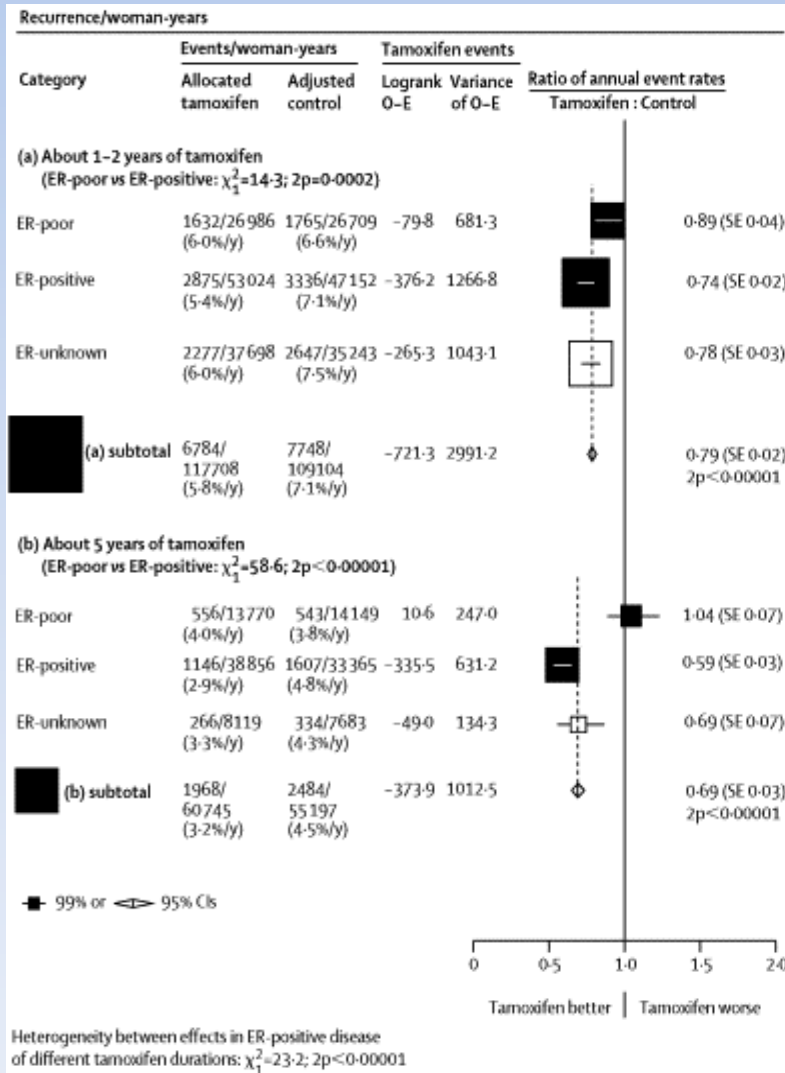 Recurrence/woman-years
Events/woman-years Tamoxifen events
Category Allocated Adjusted Logrank Variance Ratio of annual event rates
tamoxifen control O–E of O–E Tamoxifen : Control
(a) About 1–2 years of tamoxifen
(ER-poor vs ER-positive: χ²₁=14·3; 2p=0·0002)
ER-poor 1632/26986 1765/26709 −79·8 681·3 0·89 (SE 0·04)
(6·0%/y) (6·6%/y)
ER-positive 2875/53024 3336/47152 −376·2 1266·8 0·74 (SE 0·02)
(5·4%/y) (7·1%/y)
ER-unknown 2277/37698 2647/35243 −265·3 1043·1 0·78 (SE 0·03)
(6·0%/y) (7·5%/y)
(a) subtotal 6784/ 7748/ −721·3 2991·2 0·79 (SE 0·02)
117708 109104 2p<0·00001
(5·8%/y) (7·1%/y)
(b) About 5 years of tamoxifen
(ER-poor vs ER-positive: χ²₁=58·6; 2p<0·00001)
ER-poor 556/13770 543/14149 10·6 247·0 1·04 (SE 0·07)
(4·0%/y) (3·8%/y)
ER-positive 1146/38856 1607/33365 −335·5 631·2 0·59 (SE 0·03)
(2·9%/y) (4·8%/y)
ER-unknown 266/8119 334/7683 −49·0 134·3 0·69 (SE 0·07)
(3·3%/y) (4·3%/y)
(b) subtotal 1968/ 2484/ −373·9 1012·5 0·69 (SE 0·03)
60745 55197 2p<0·00001
(3·2%/y) (4·5%/y)
99% or 95% CIs
0 0·5 1·0 1·5 2·0
Tamoxifen better Tamoxifen worse
Heterogeneity between effects in ER-positive disease
of different tamoxifen durations: χ²₁=23·2; 2p<0·00001